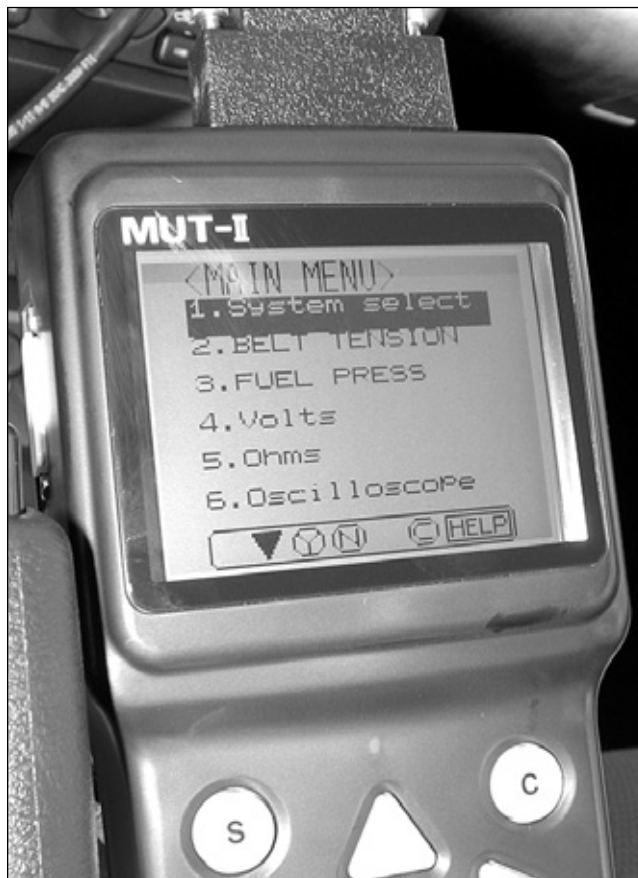 MUT-II
<MAIN MENU>
1.System select
2.BELT TENSION
3.FUEL PRESS
4.Volts
5.Ohms
6.Oscilloscope
▼ Y N C HELP
C
S